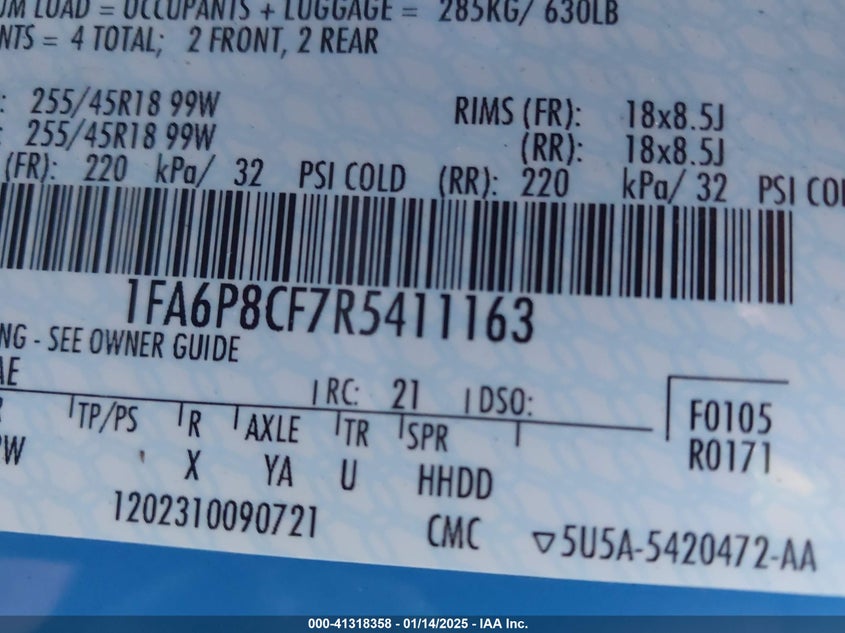 UM LOAD = OCCUPANTS + LUGGAGE = 285KG/ 630LB
NTS = 4 TOTAL; 2 FRONT, 2 REAR
: 255/45R18 99W RIMS (FR): 18x8.5J
: 255/45R18 99W (RR): 18x8.5J
(FR): 220 kPa/ 32 PSI COLD (RR): 220 kPa/ 32 PSI COL
1FA6P8CF7R5411163
NG - SEE OWNER GUIDE
AE
RC: 21 DSO:
TP/PS R AXLE TR SPR
F0105
R0171
W X YA U HHDD
1202310090721 CMC ▽5U5A-5420472-AA
000-41318358 - 01/14/2025 - IAA Inc.